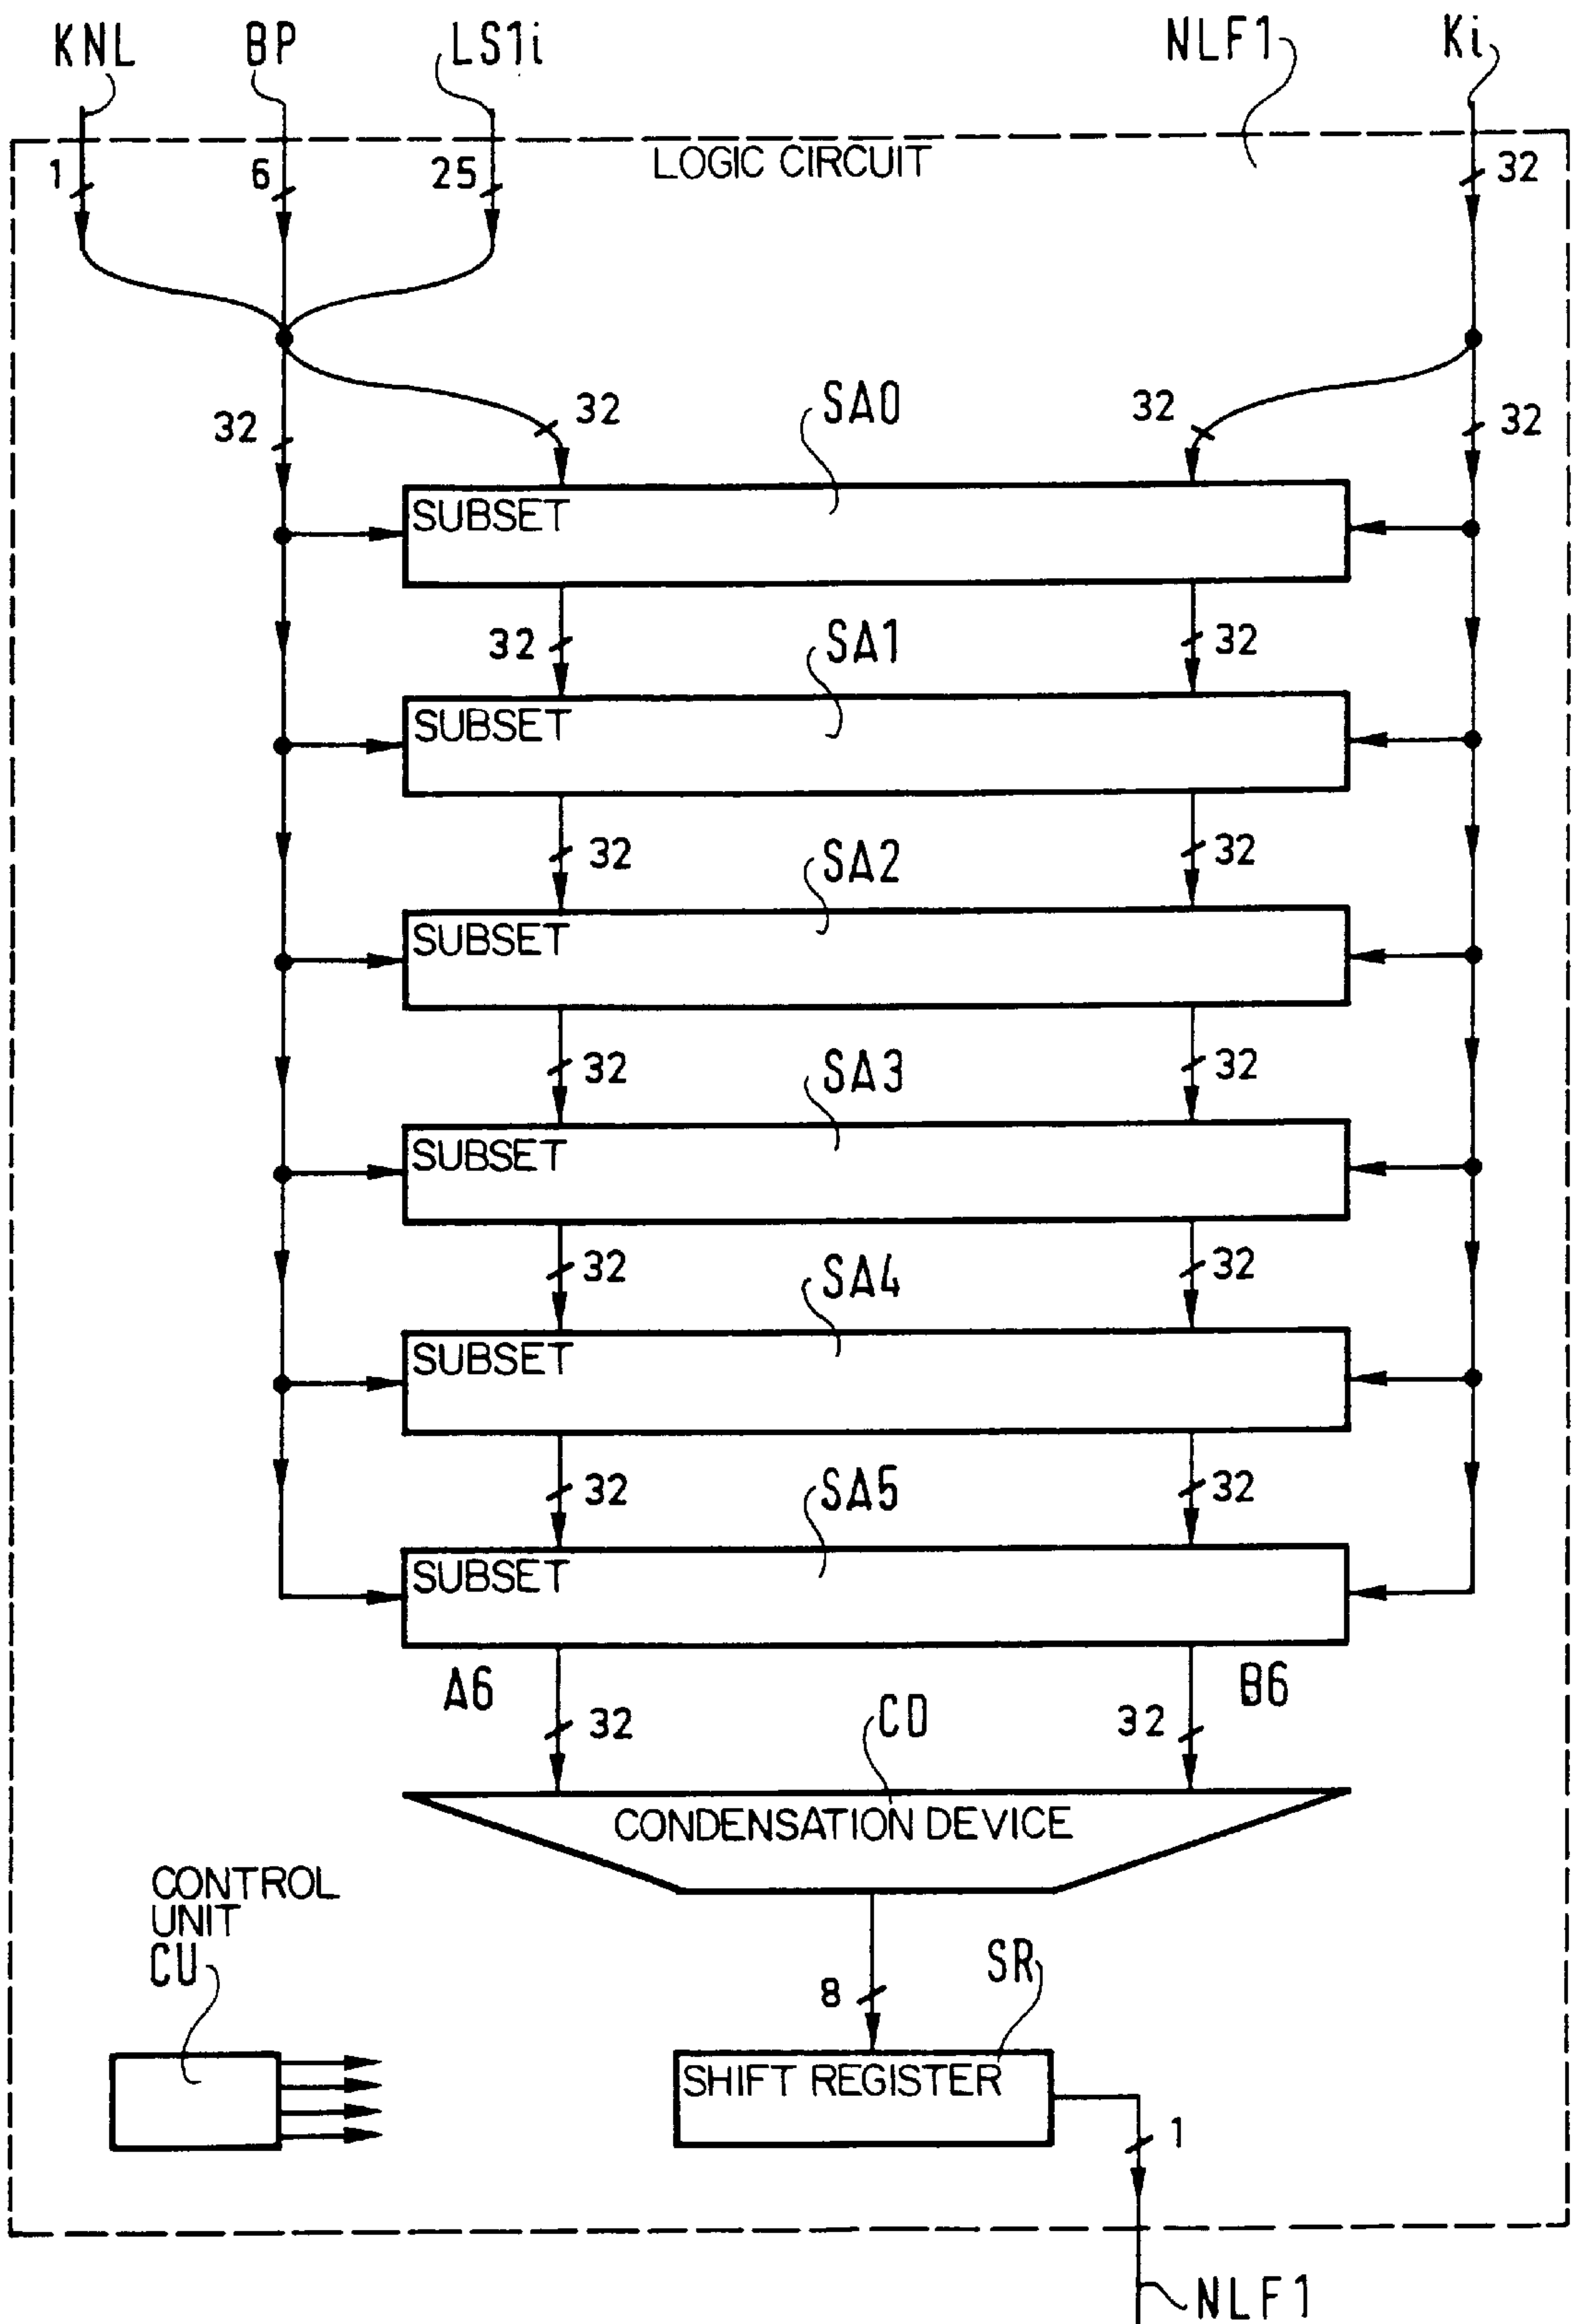 KNL BP LS1i NLF1 Ki
LOGIC CIRCUIT
1 6 25 32
32 32 SA0 32 32
SUBSET
32 SA1 32
SUBSET
32 SA2 32
SUBSET
32 SA3 32
SUBSET
32 SA4 32
SUBSET
32 SA5 32
SUBSET
A6 B6
32 CD 32
CONDENSATION DEVICE
CONTROL
UNIT
CU
8 SR
SHIFT REGISTER
1
NLF1